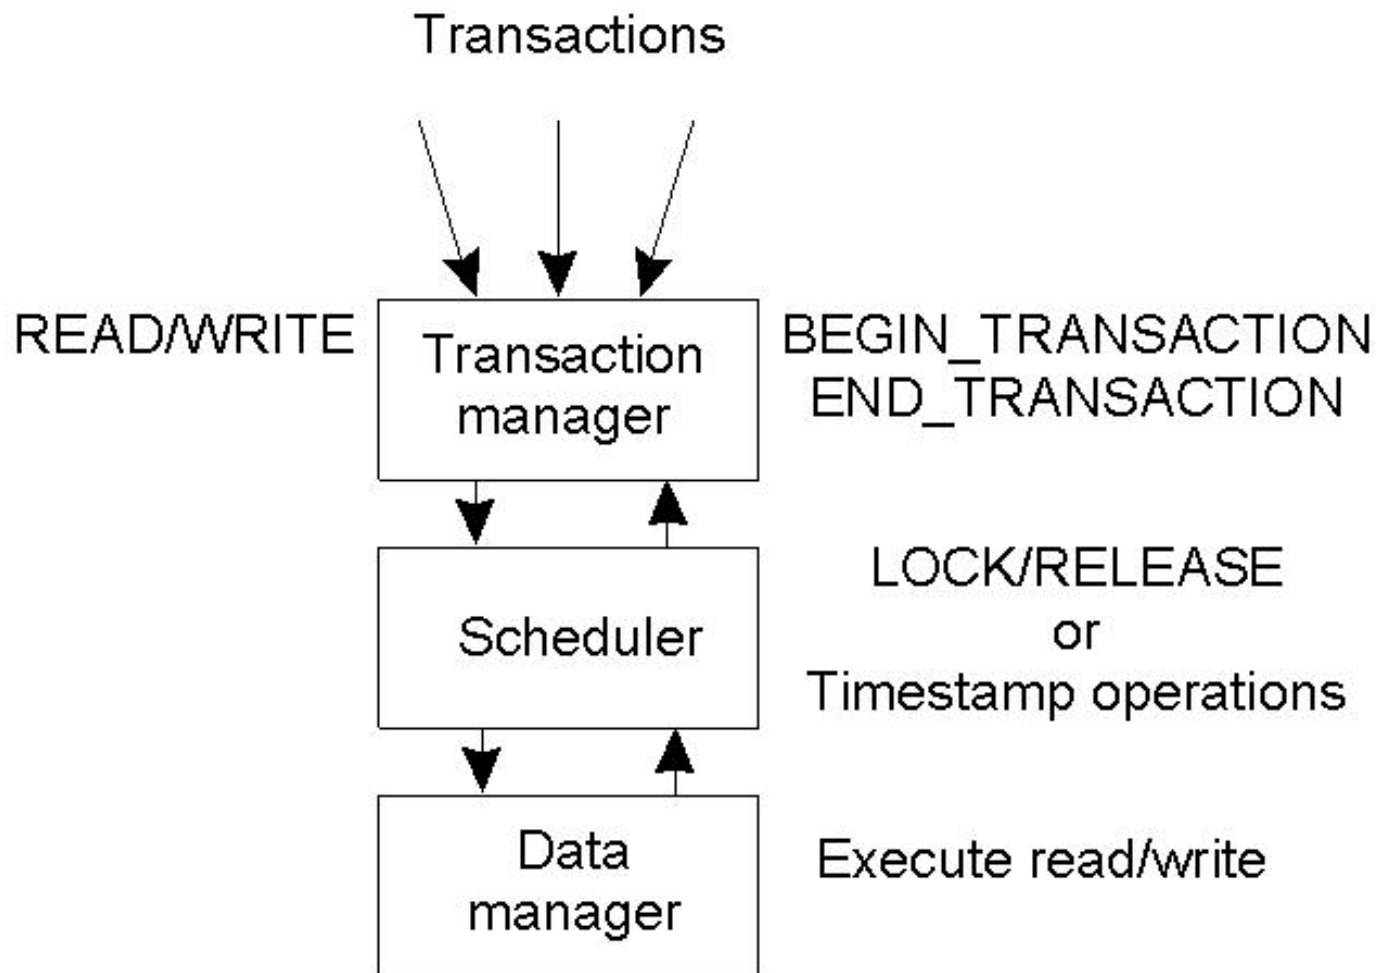 Transactions
READ/WRITE
Transaction
manager
BEGIN_TRANSACTION
END_TRANSACTION
Scheduler
LOCK/RELEASE
or
Timestamp operations
Data
manager
Execute read/write